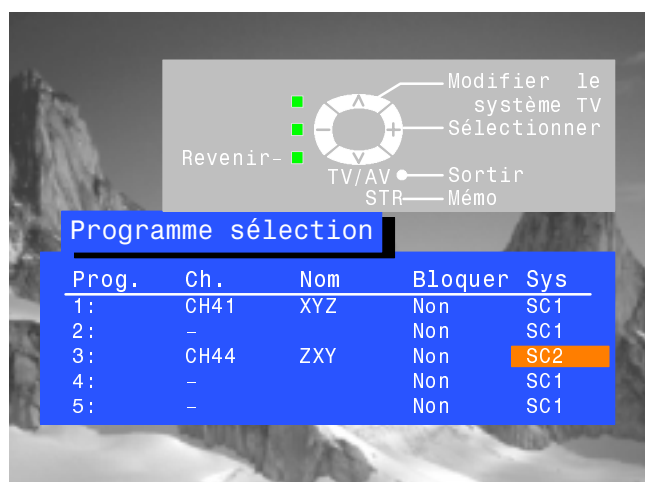 Modifier le
système TV
Sélectionner
Revenir-
TV/AV Sortir
STR Mémo
Programme sélection
Prog. Ch. Nom Bloquer Sys
1: CH41 XYZ Non SC1
2: – Non SC1
3: CH44 ZXY Non SC2
4: – Non SC1
5: – Non SC1